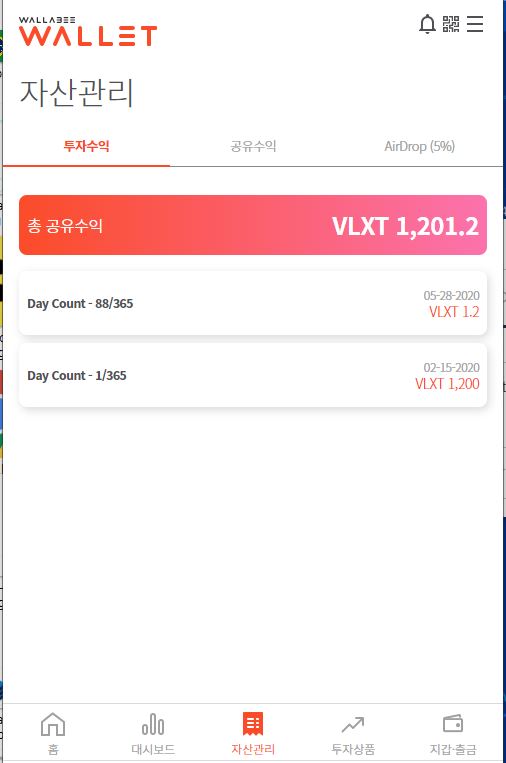 WALLABEE
WALLET
자산관리
투자수익 공유수익 AirDrop (5%)
총 공유수익 VLXT 1,201.2
05-28-2020
Day Count - 88/365
VLXT 1.2
02-15-2020
Day Count - 1/365
VLXT 1,200
홈 대시보드 자산관리 투자상품 지갑·출금